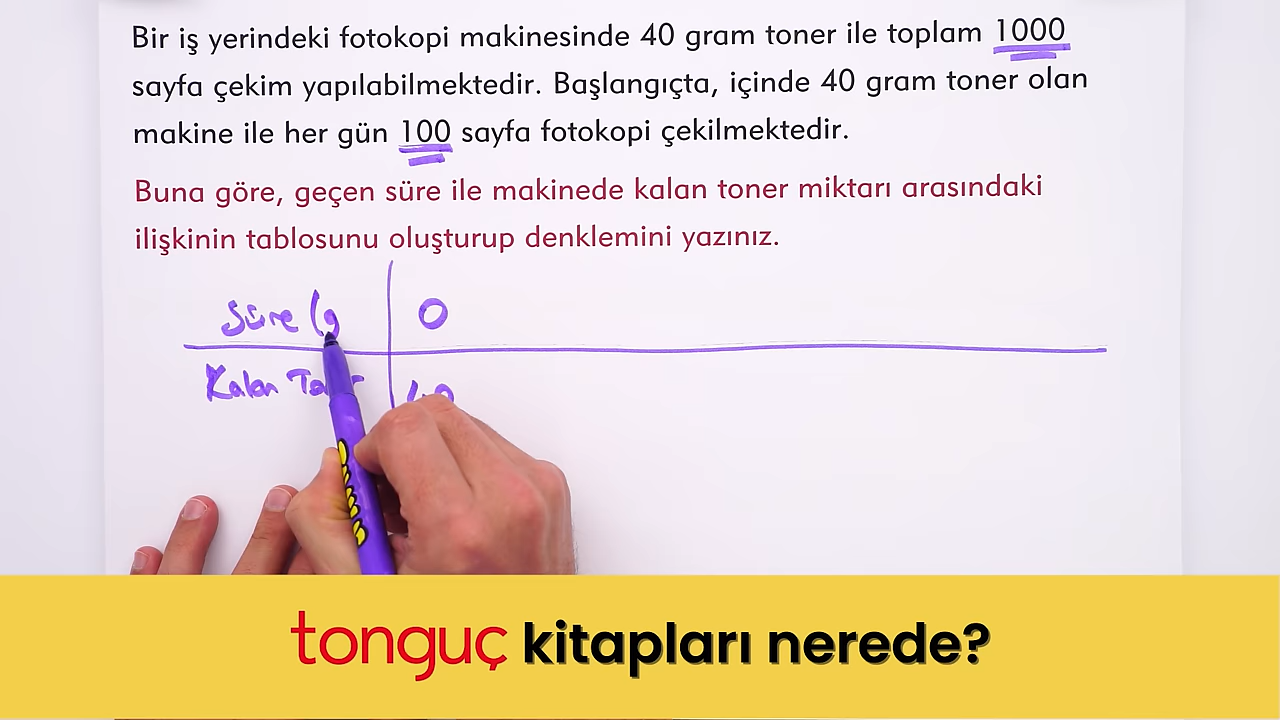 Bir iş yerindeki fotokopi makinesinde 40 gram toner ile toplam 1000
sayfa çekim yapılabilmektedir. Başlangıçta, içinde 40 gram toner olan
makine ile her gün 100 sayfa fotokopi çekilmektedir.
Buna göre, geçen süre ile makinede kalan toner miktarı arasındaki
ilişkinin tablosunu oluşturup denklemini yazınız.
Süre (g 0
Kalan 40
tonguç kitapları nerede?